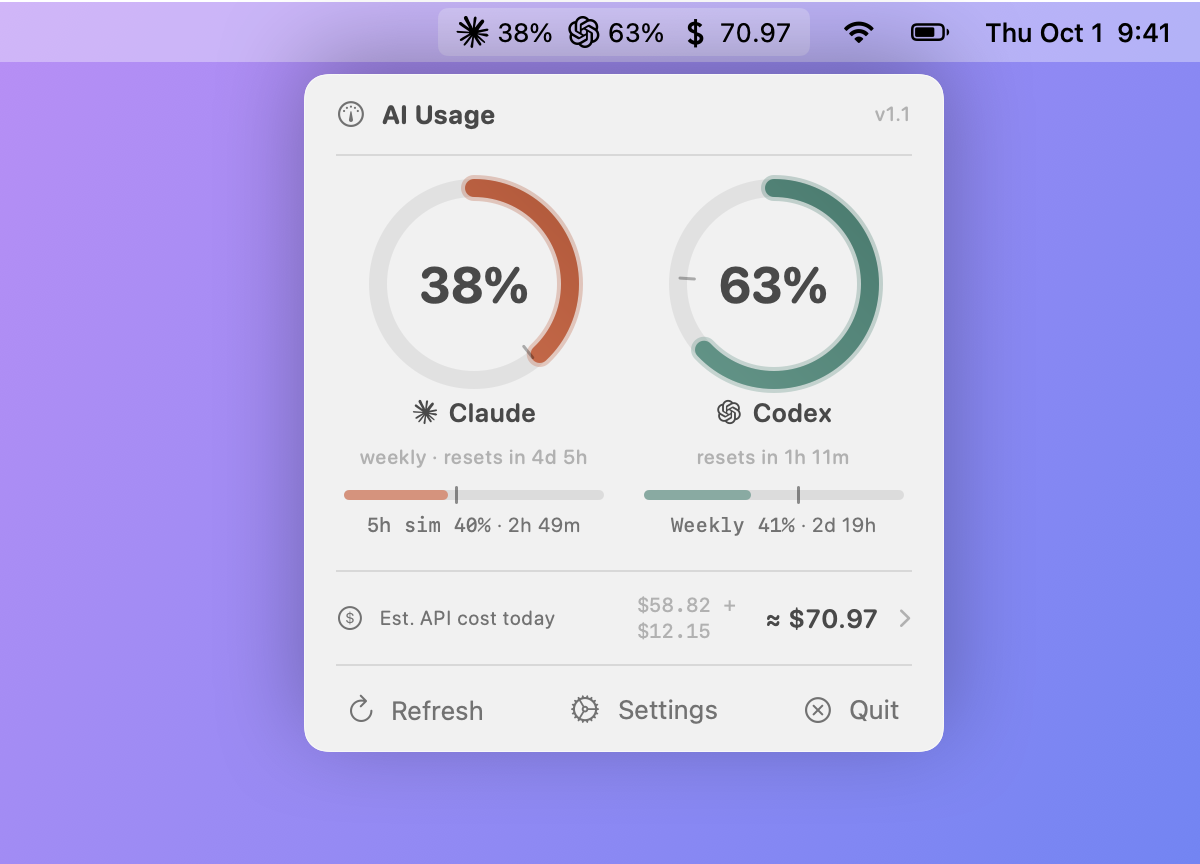 38% 63% $ 70.97 Thu Oct 1 9:41
AI Usage v1.1
38% 63%
Claude Codex
weekly · resets in 4d 5h resets in 1h 11m
5h sim 40% · 2h 49m Weekly 41% · 2d 19h
$ Est. API cost today $58.82 + ≈ $70.97
$12.15
Refresh Settings Quit